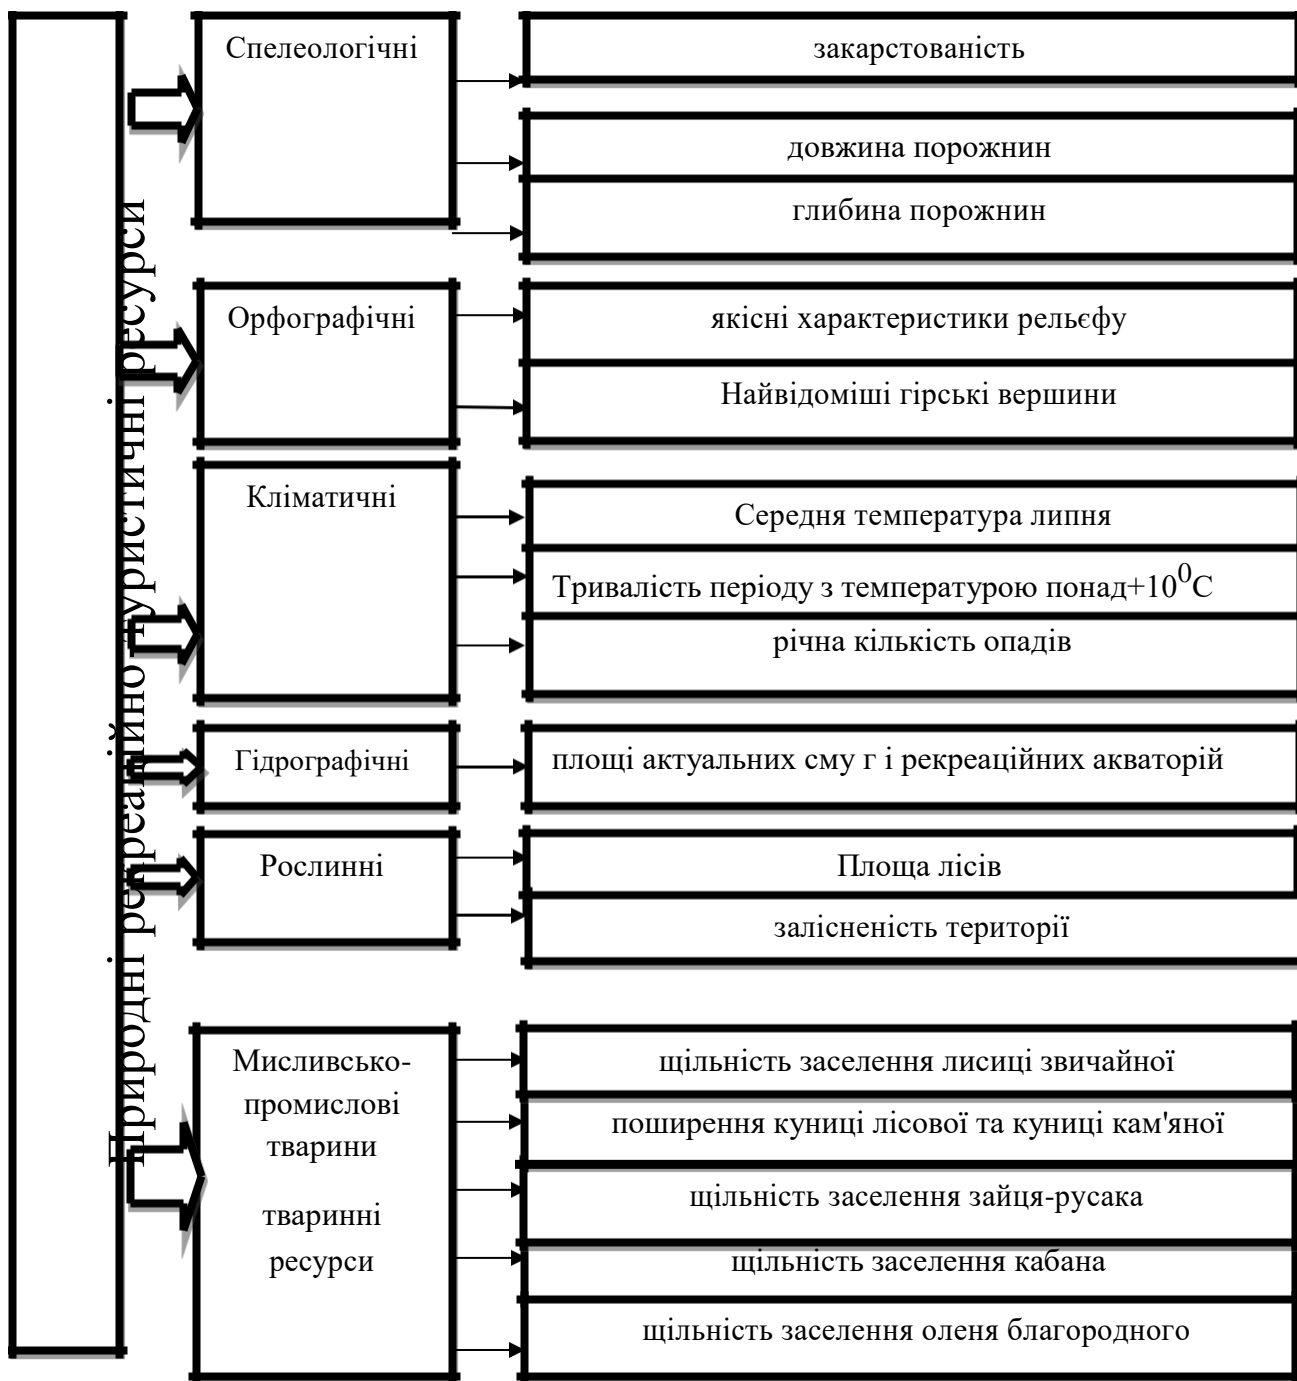 Природні рекреаційно-туристичні ресурси
Спелеологічні
закарстованість
довжина порожнин
глибина порожнин
Орфографічні
якісні характеристики рельєфу
Найвідоміші гірські вершини
Кліматичні
Середня температура липня
Тривалість періоду з температурою понад+10⁰С
річна кількість опадів
Гідрографічні
площі актуальних сму г і рекреаційних акваторій
Рослинні
Площа лісів
залісненість території
Мисливсько-
промислові
тварини
тваринні
ресурси
щільність заселення лисиці звичайної
поширення куниці лісової та куниці кам'яної
щільність заселення зайця-русака
щільність заселення кабана
щільність заселення оленя благородного